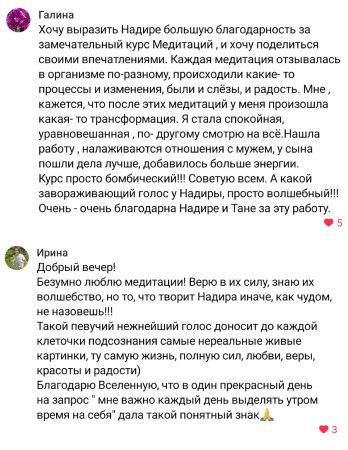 Галина
Хочу выразить Надире большую благодарность за
замечательный курс Медитаций , и хочу поделиться
своими впечатлениями. Каждая медитация отзывалась
в организме по-разному, происходили какие- то
процессы и изменения, были и слёзы, и радость. Мне ,
кажется, что после этих медитаций у меня произошла
какая- то трансформация. Я стала спокойная,
уравновешанная , по- другому смотрю на всё.Нашла
работу , налаживаются отношения с мужем, у сына
пошли дела лучше, добавилось больше энергии.
Курс просто бомбический!!! Советую всем. А какой
завораживающий голос у Надиры, просто волшебный!!!
Очень - очень благодарна Надире и Тане за эту работу.
❤ 5
Ирина
Добрый вечер!
Безумно люблю медитации! Верю в их силу, знаю их
волшебство, но то, что творит Надира иначе, как чудом,
не назовешь!!!
Такой певучий нежнейший голос доносит до каждой
клеточки подсознания самые нереальные живые
картинки, ту самую жизнь, полную сил, любви, веры,
красоты и радости)
Благодарю Вселенную, что в один прекрасный день
на запрос " мне важно каждый день выделять утром
время на себя" дала такой понятный знак🙏
❤ 3